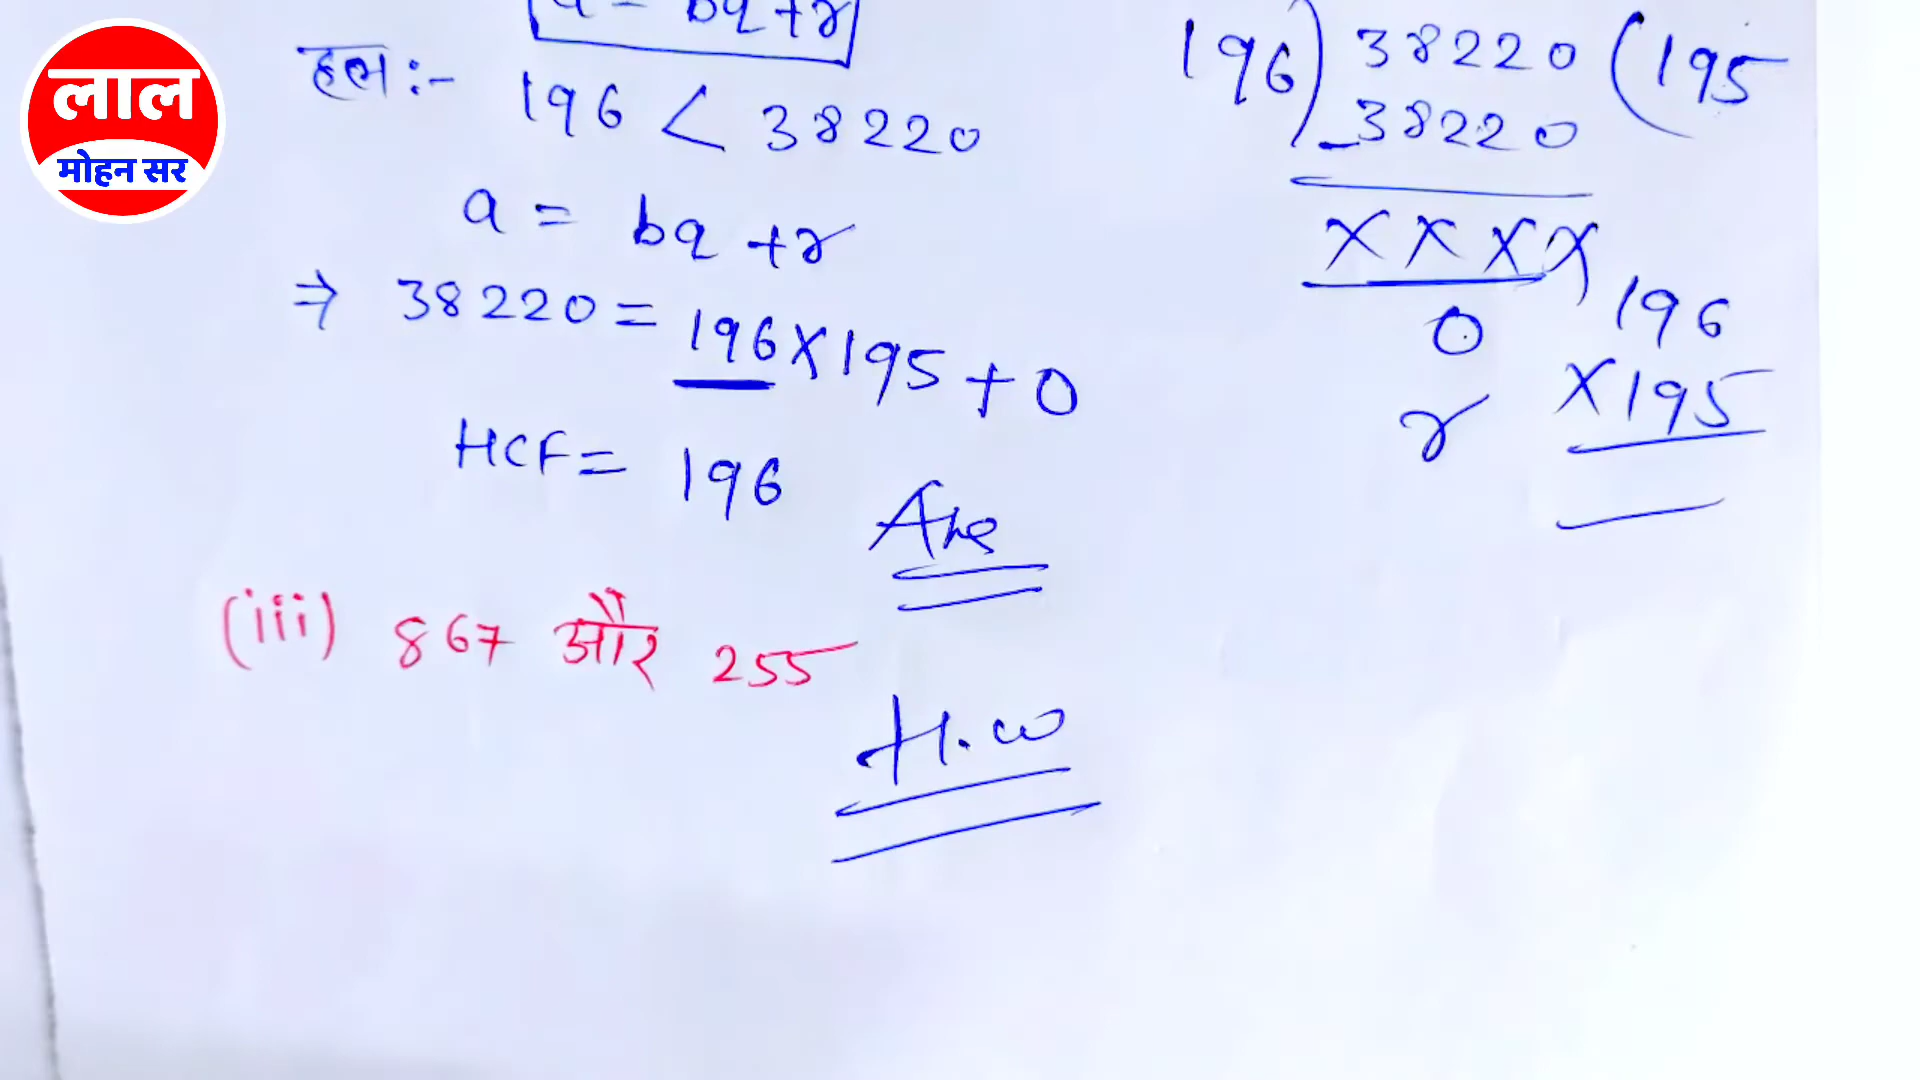 लाल
मोहन सर
a = bq + r
हल :-
196 < 38220
a = bq + r
⇒ 38220 = 196 × 195 + 0
HCF = 196
Ans
(iii) 867 और 255
H.W
196 ) 38220 ( 195
- 38220
X X X X
0
r
196
X 195